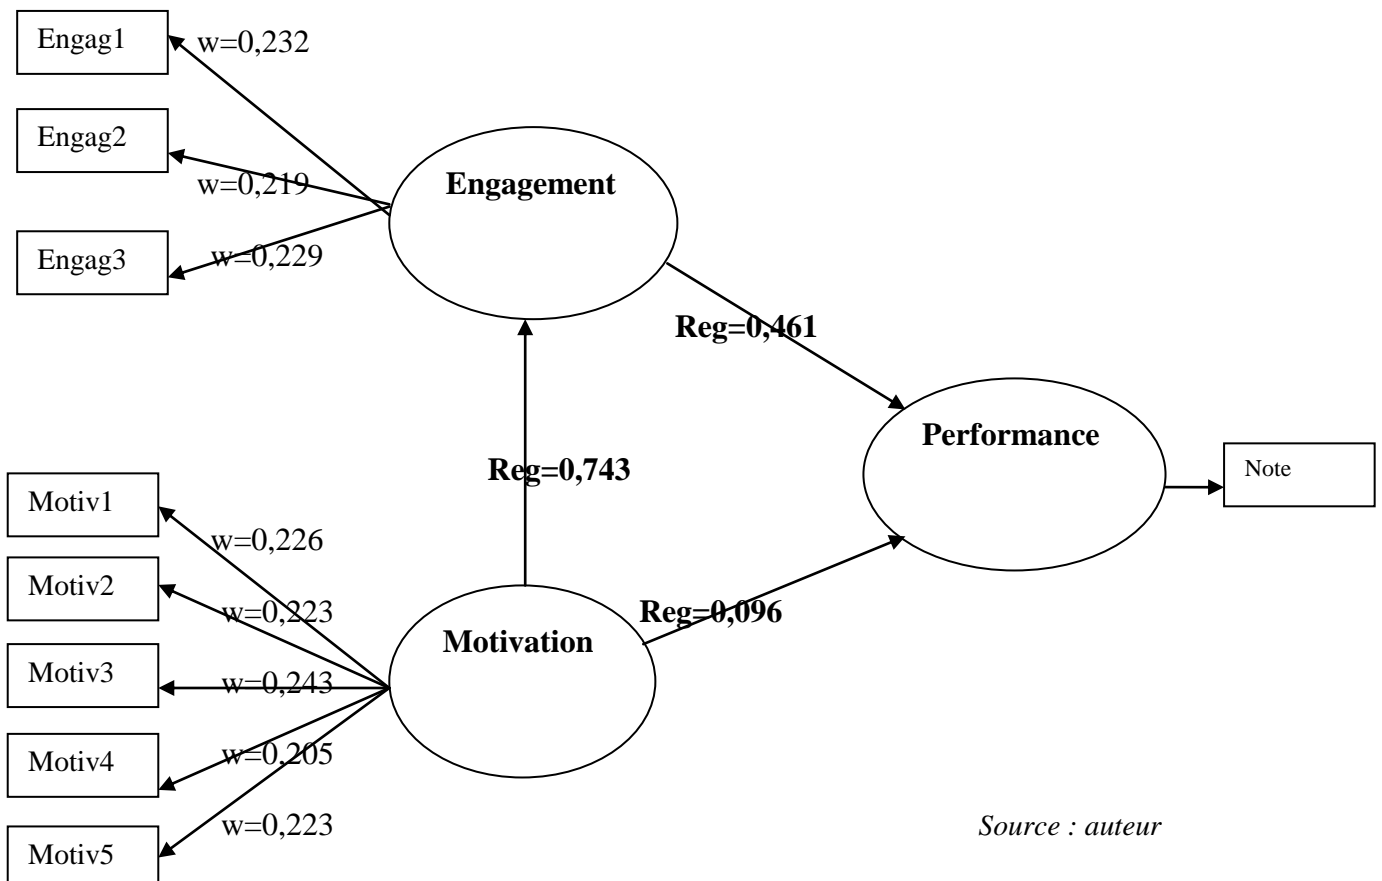 Engag1
w=0,232
Engag2
w=0,219
Engag3
w=0,229
Engagement
Reg=0,461
Performance
Note
Reg=0,743
Motiv1
w=0,226
Motiv2
w=0,223
Motiv3
w=0,243
Motiv4
w=0,205
Motiv5
w=0,223
Motivation
Reg=0,096
Source : auteur